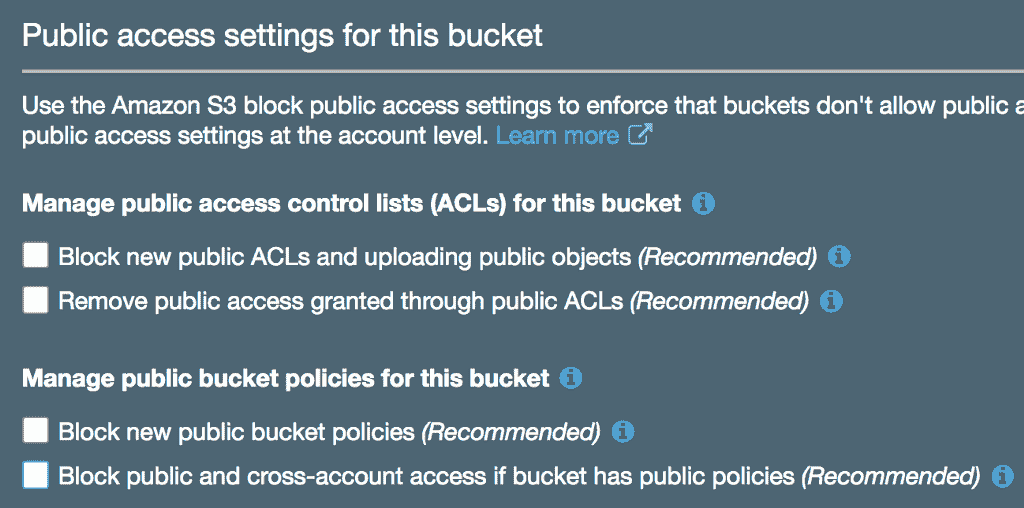 Public access settings for this bucket
Use the Amazon S3 block public access settings to enforce that buckets don't allow public
public access settings at the account level. Learn more
Manage public access control lists (ACLs) for this bucket
Block new public ACLs and uploading public objects (Recommended)
Remove public access granted through public ACLs (Recommended)
Manage public bucket policies for this bucket
Block new public bucket policies (Recommended)
Block public and cross-account access if bucket has public policies (Recommended)